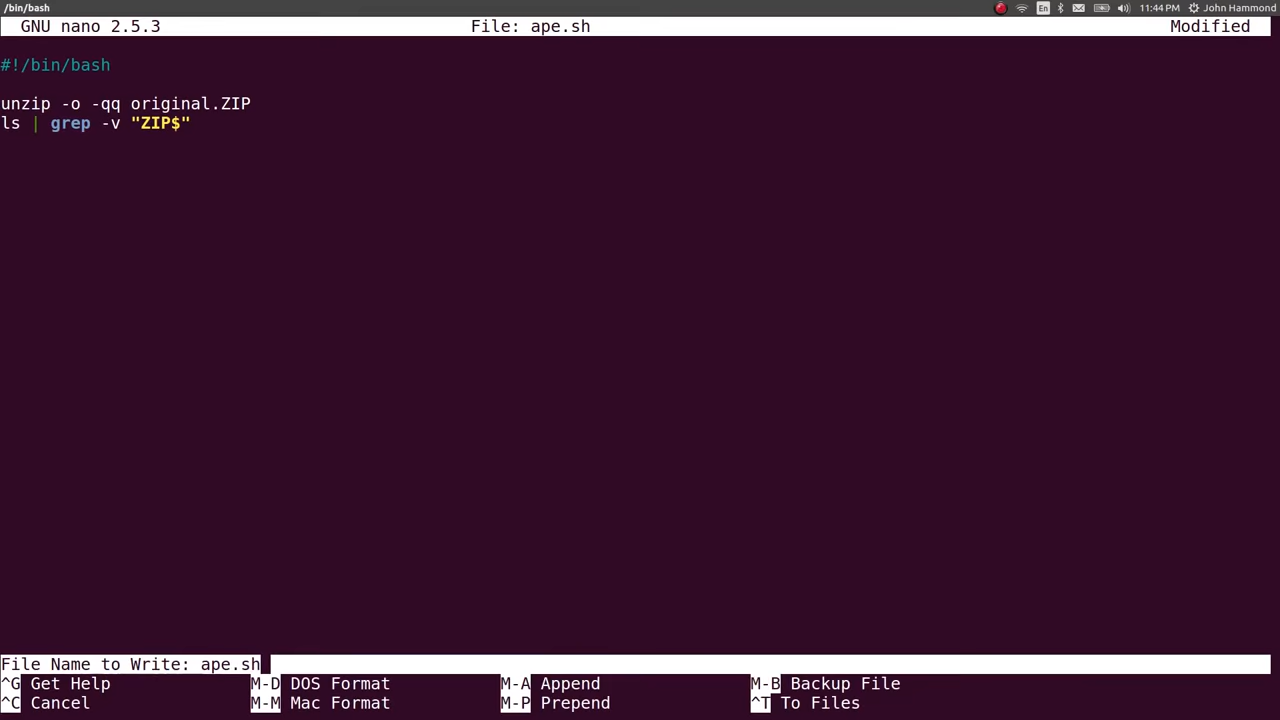 /bin/bash En 11:44 PM John Hammond
GNU nano 2.5.3 File: ape.sh Modified
#!/bin/bash
unzip -o -qq original.ZIP
ls | grep -v "ZIP$"
File Name to Write: ape.sh
^G Get Help M-D DOS Format M-A Append M-B Backup File
^C Cancel M-M Mac Format M-P Prepend ^T To Files